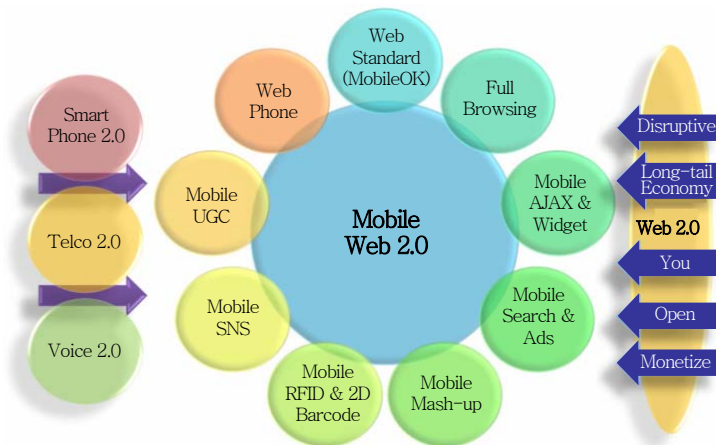 Smart
Phone 2.0
Telco 2.0
Voice 2.0
Web
Standard
(MobileOK)
Full
Browsing
Mobile
AJAX &
Widget
Mobile
Search &
Ads
Mobile
Mash-up
Mobile
RFID & 2D
Barcode
Mobile
SNS
Mobile
UGC
Web
Phone
Mobile
Web 2.0
Disruptive
Long-tail
Economy
Web 2.0
You
Open
Monetize